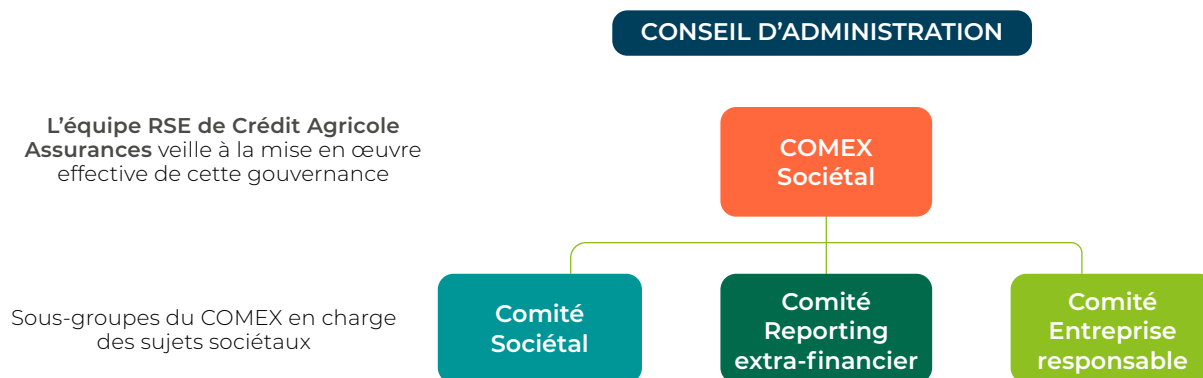 CONSEIL D’ADMINISTRATION
L’équipe RSE de Crédit Agricole
Assurances veille à la mise en œuvre
effective de cette gouvernance
COMEX
Sociétal
Sous-groupes du COMEX en charge
des sujets sociétaux
Comité
Sociétal
Comité
Reporting
extra-financier
Comité
Entreprise
responsable